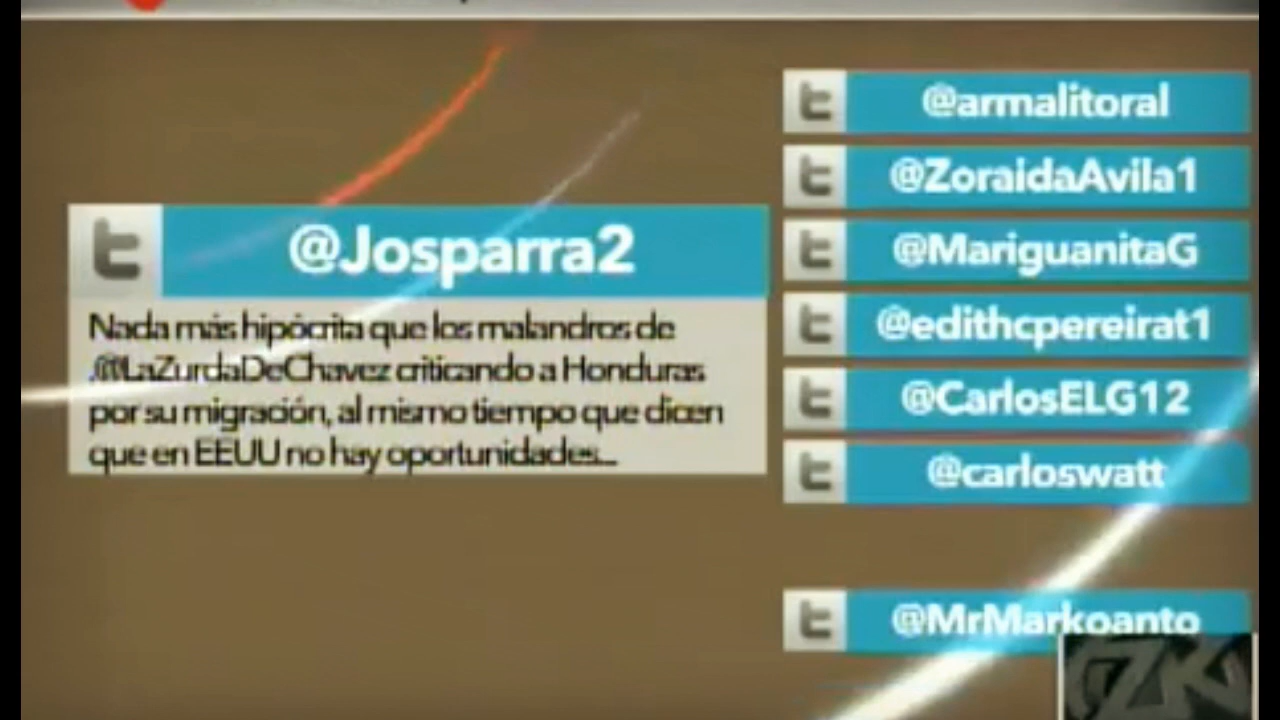 @Josparra2
Nada más hipócrita que los malandros de
.@LaZurdaDeChavez criticando a Honduras
por su migración, al mismo tiempo que dicen
que en EEUU no hay oportunidades...
@armalitoral
@ZoraidaAvila1
@MariguanitaG
@edithcpereirat1
@CarlosELG12
@carloswatt
@MrMarkoanto